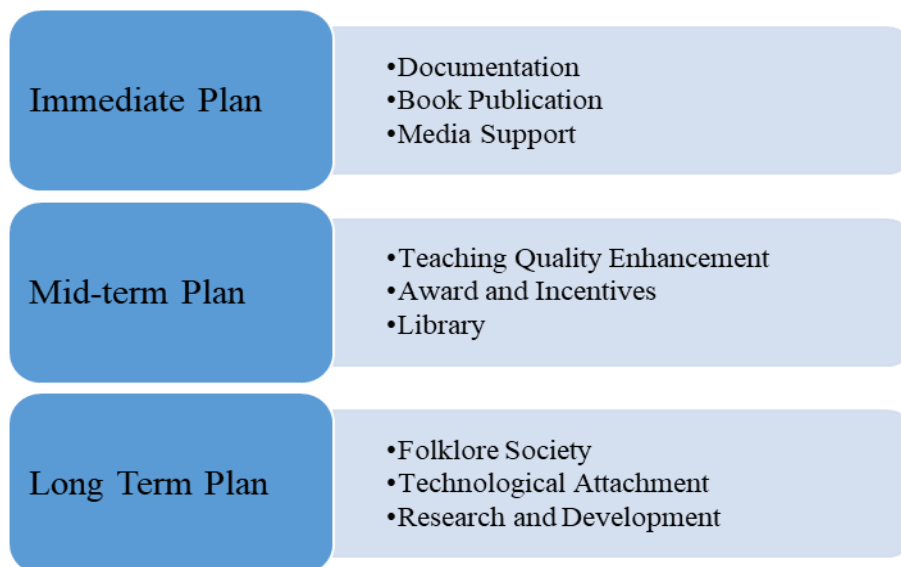 Immediate Plan
•Documentation
•Book Publication
•Media Support
Mid-term Plan
•Teaching Quality Enhancement
•Award and Incentives
•Library
Long Term Plan
•Folklore Society
•Technological Attachment
•Research and Development